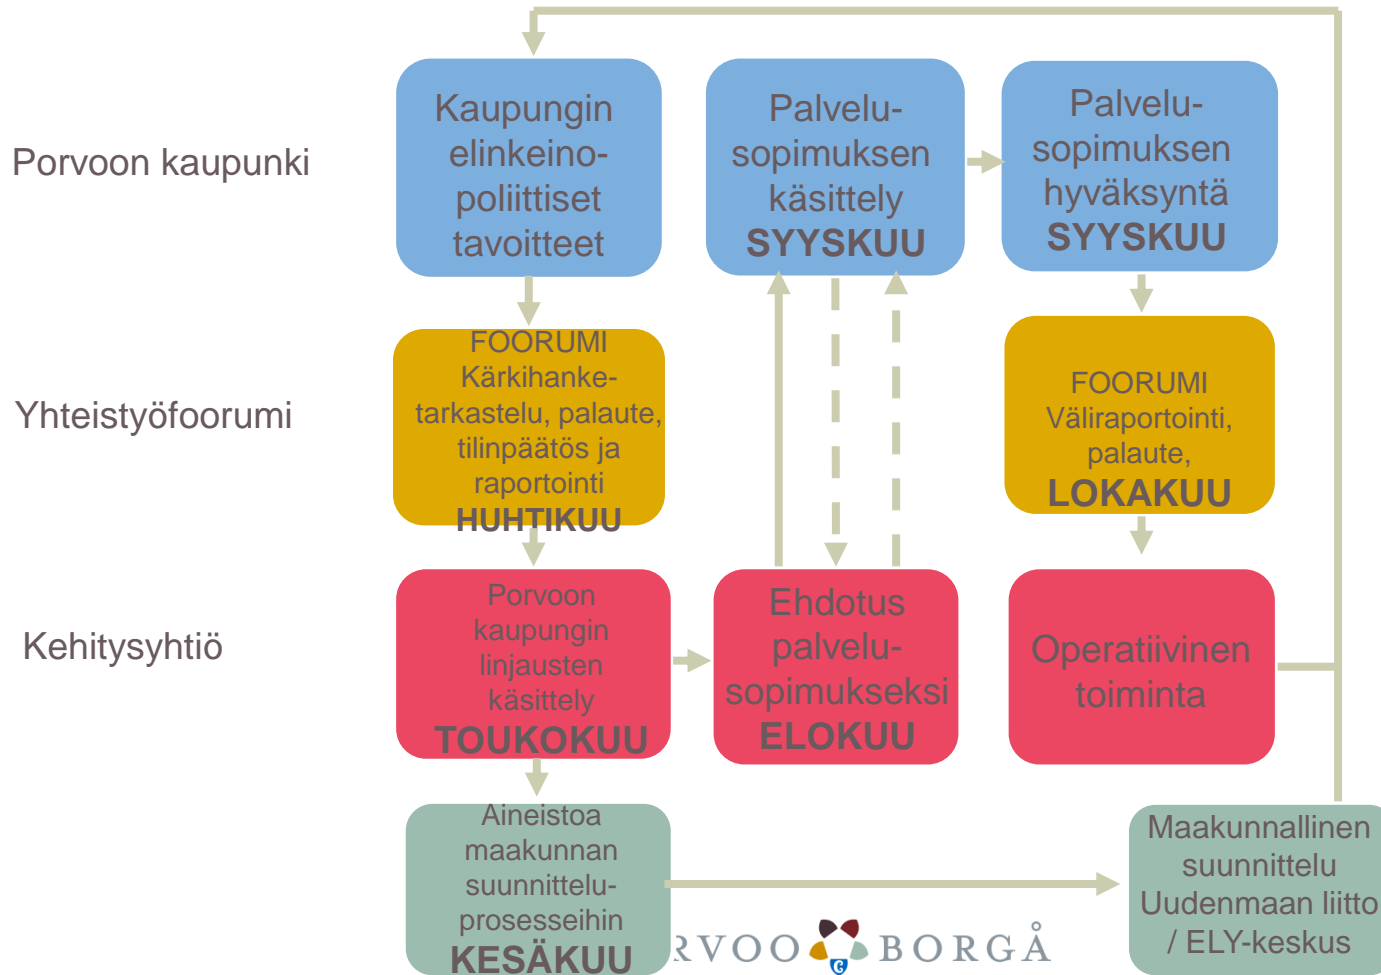 Porvoon kaupunki
Kaupungin
elinkeino-
poliittiset
tavoitteet
Palvelu-
sopimuksen
käsittely
SYYSKUU
Palvelu-
sopimuksen
hyväksyntä
SYYSKUU
Yhteistyöfoorumi
FOORUMI
Kärkihanke-
tarkastelu, palaute,
tilinpäätös ja
raportointi
HUHTIKUU
FOORUMI
Väliraportointi,
palaute,
LOKAKUU
Kehitysyhtiö
Porvoon
kaupungin
linjausten
käsittely
TOUKOKUU
Ehdotus
palvelu-
sopimukseksi
ELOKUU
Operatiivinen
toiminta
Aineistoa
maakunnan
suunnittelu-
prosesseihin
KESÄKUU
Maakunnallinen
suunnittelu
Uudenmaan liitto
/ ELY-keskus
RVOO BORGÅ